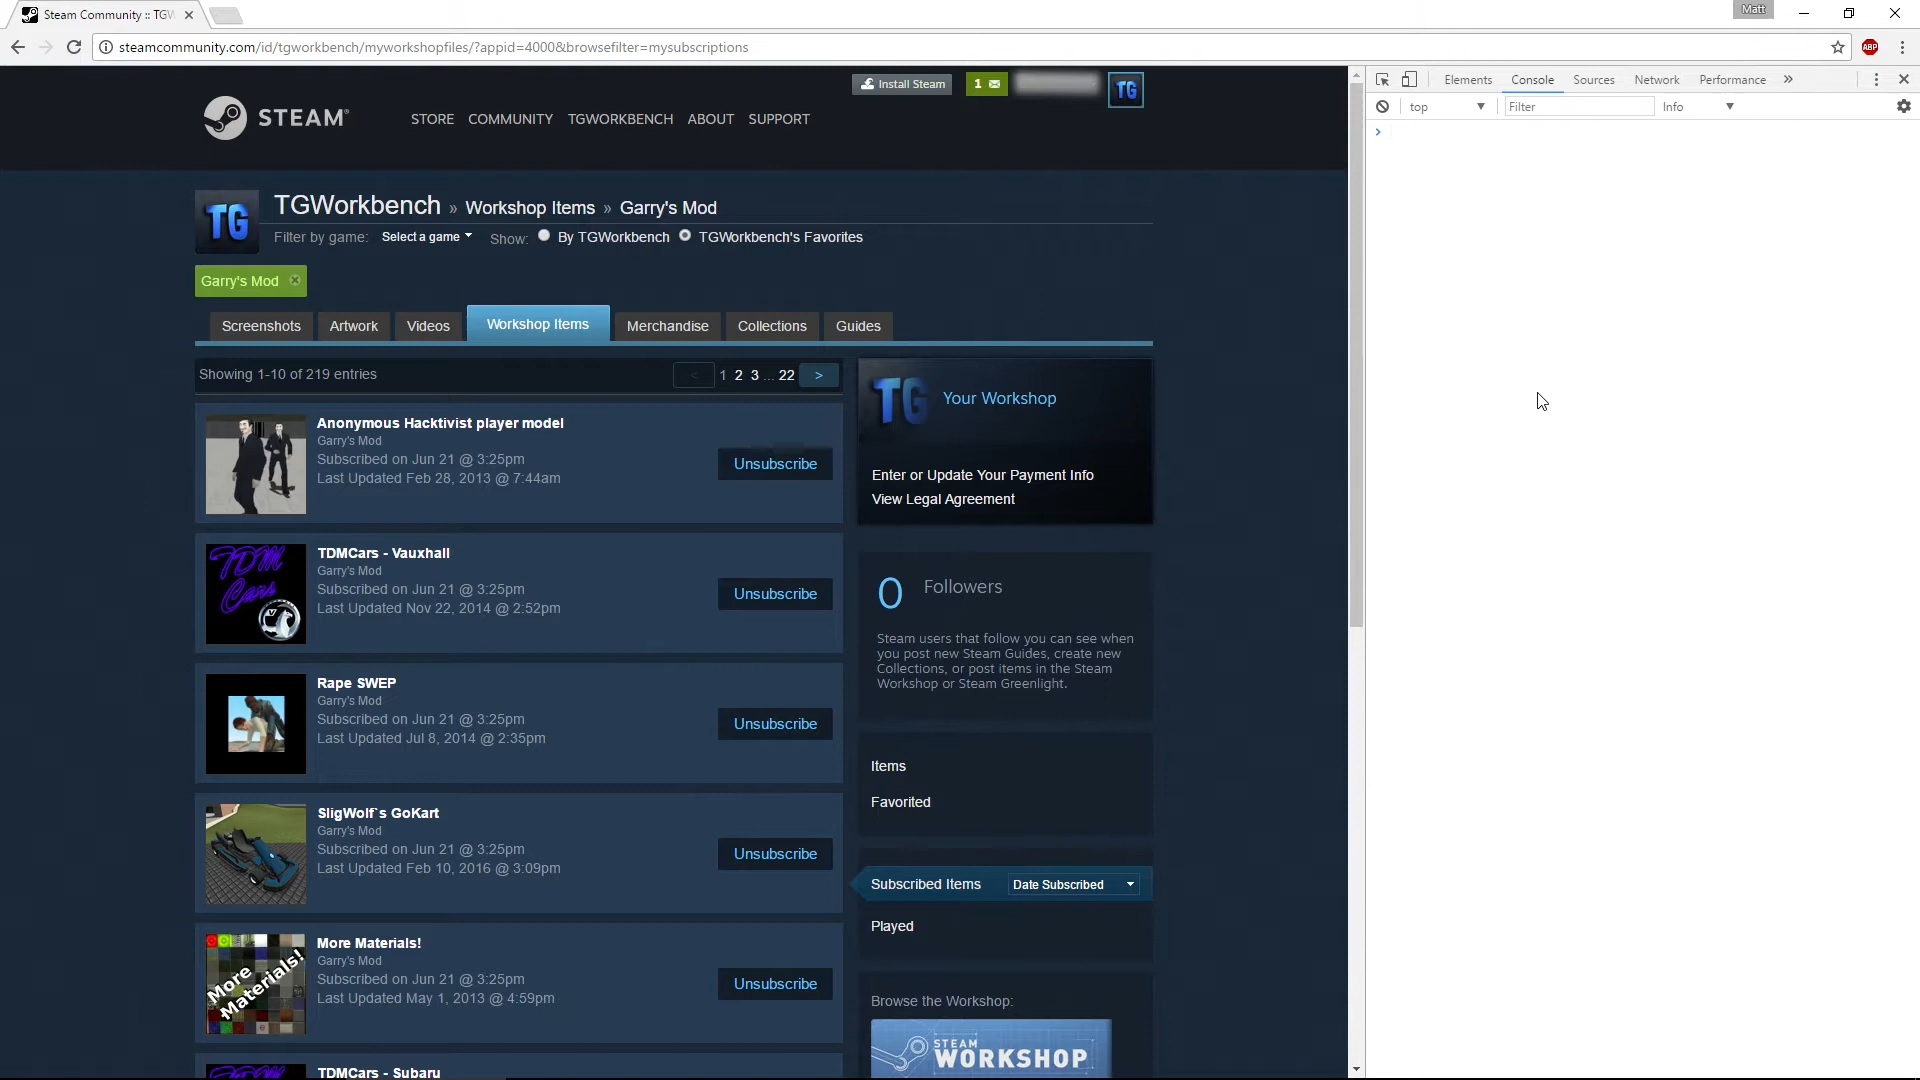 Steam Community :: TGW
Matt
steamcommunity.com/id/tgworkbench/myworkshopfiles/?appid=4000&browsefilter=mysubscriptions
ABP
Install Steam
1
TG
STEAM®
STORE COMMUNITY TGWORKBENCH ABOUT SUPPORT
Elements Console Sources Network Performance »
top Filter Info
TG
TGWorkbench » Workshop Items » Garry's Mod
Filter by game: Select a game Show: By TGWorkbench TGWorkbench's Favorites
Garry's Mod
Screenshots Artwork Videos Workshop Items Merchandise Collections Guides
Showing 1-10 of 219 entries
< 1 2 3 ... 22 >
Anonymous Hacktivist player model
Garry's Mod
Subscribed on Jun 21 @ 3:25pm
Last Updated Feb 28, 2013 @ 7:44am
Unsubscribe
TDM
Cars
TDMCars - Vauxhall
Garry's Mod
Subscribed on Jun 21 @ 3:25pm
Last Updated Nov 22, 2014 @ 2:52pm
Unsubscribe
Rape SWEP
Garry's Mod
Subscribed on Jun 21 @ 3:25pm
Last Updated Jul 8, 2014 @ 2:35pm
Unsubscribe
SligWolf`s GoKart
Garry's Mod
Subscribed on Jun 21 @ 3:25pm
Last Updated Feb 10, 2016 @ 3:09pm
Unsubscribe
More
Materials!
More Materials!
Garry's Mod
Subscribed on Jun 21 @ 3:25pm
Last Updated May 1, 2013 @ 4:59pm
Unsubscribe
TDMCars - Subaru
TG
Your Workshop
Enter or Update Your Payment Info
View Legal Agreement
0 Followers
Steam users that follow you can see when
you post new Steam Guides, create new
Collections, or post items in the Steam
Workshop or Steam Greenlight.
Items
Favorited
Subscribed Items Date Subscribed
Played
Browse the Workshop:
STEAM
WORKSHOP